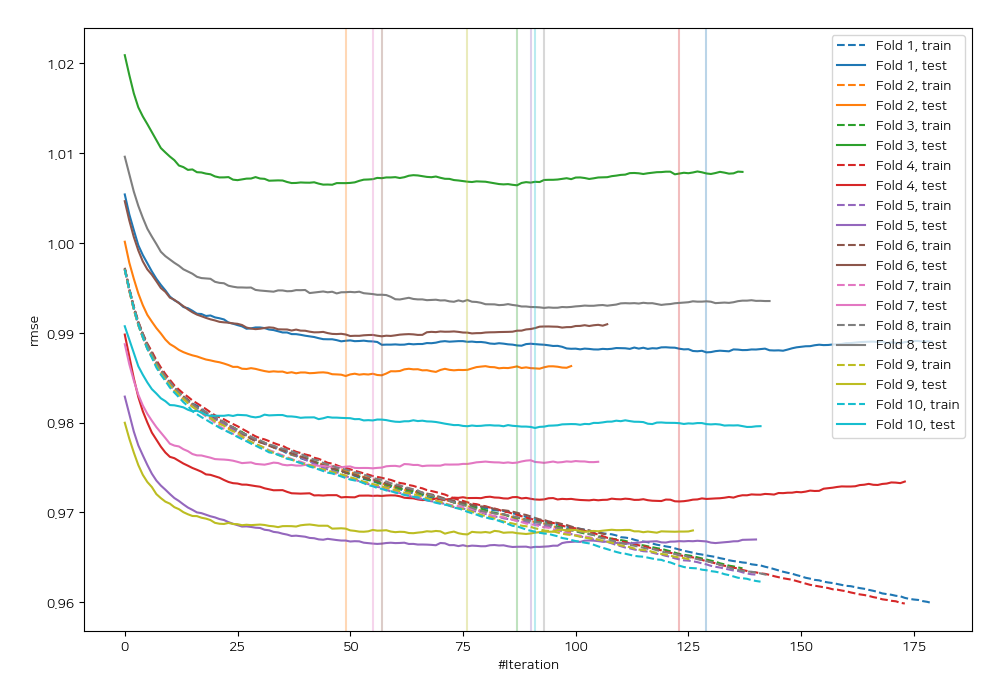 1,02
1,01
1,00
0,99
0,98
0,97
0,96
rmse
0
25
50
75
100
125
150
175
#Iteration
Fold 1, train
Fold 1, test
Fold 2, train
Fold 2, test
Fold 3, train
Fold 3, test
Fold 4, train
Fold 4, test
Fold 5, train
Fold 5, test
Fold 6, train
Fold 6, test
Fold 7, train
Fold 7, test
Fold 8, train
Fold 8, test
Fold 9, train
Fold 9, test
Fold 10, train
Fold 10, test